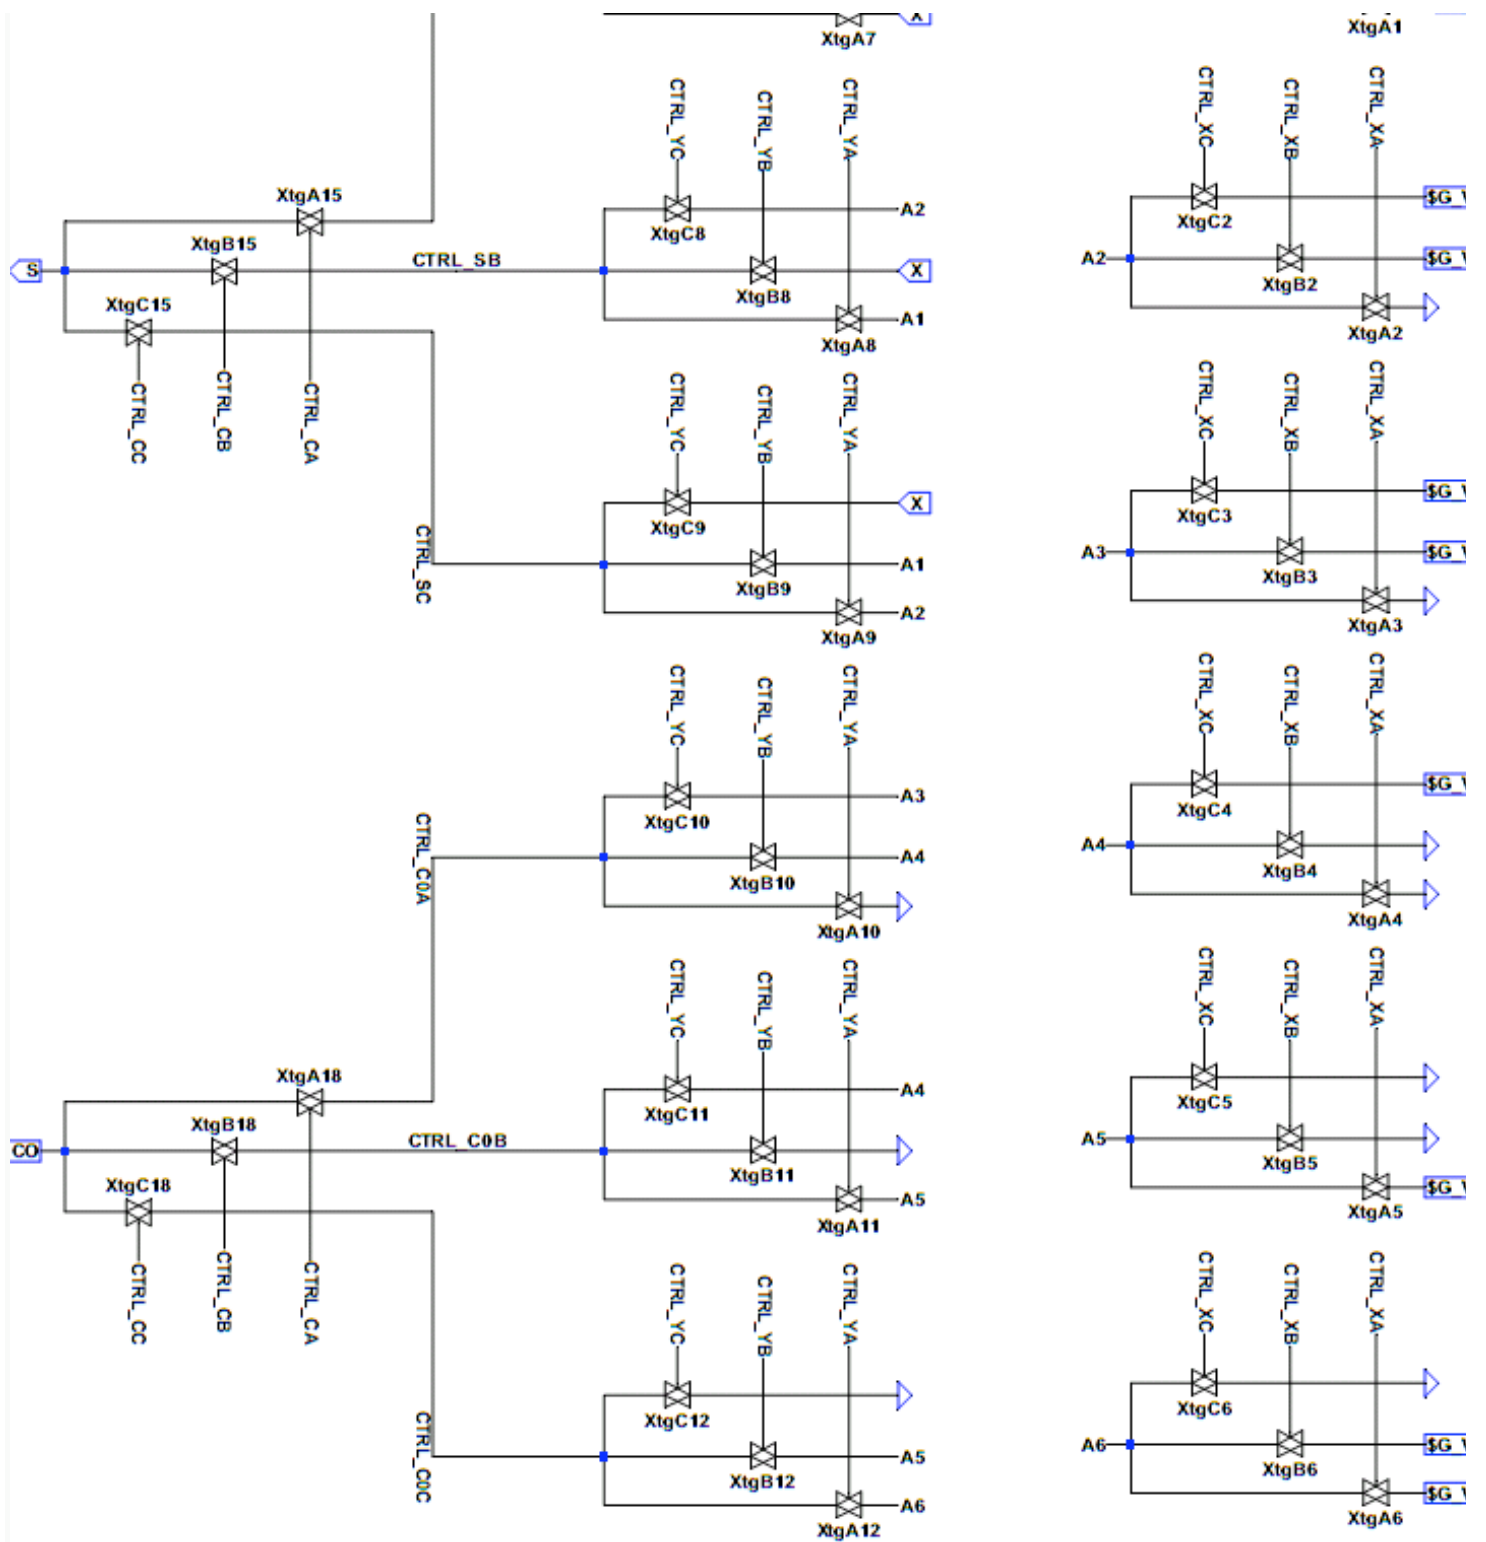 X
XtgA7
XtgA1
CTRL_YC
CTRL_YB
CTRL_YA
CTRL_XC
CTRL_XB
CTRL_XA
XtgA15
XtgB15
XtgC15
S
CTRL_SB
CTRL_CC
CTRL_CB
CTRL_CA
A2
XtgC8
X
XtgB8
A1
XtgA8
A2
XtgC2
$G_
XtgB2
$G_
XtgA2
CTRL_YC
CTRL_YB
CTRL_YA
CTRL_XC
CTRL_XB
CTRL_XA
CTRL_SC
XtgC9
X
XtgB9
A1
XtgA9
A2
A3
XtgC3
$G_
XtgB3
$G_
XtgA3
CTRL_YC
CTRL_YB
CTRL_YA
CTRL_XC
CTRL_XB
CTRL_XA
CTRL_C0A
XtgC10
A3
XtgB10
A4
XtgA10
A4
XtgC4
$G_
XtgB4
XtgA4
CTRL_YC
CTRL_YB
CTRL_YA
CTRL_XC
CTRL_XB
CTRL_XA
XtgA18
XtgB18
XtgC18
CO
CTRL_C0B
CTRL_CC
CTRL_CB
CTRL_CA
XtgC11
A4
XtgB11
XtgA11
A5
A5
XtgC5
XtgB5
XtgA5
$G_
CTRL_YC
CTRL_YB
CTRL_YA
CTRL_XC
CTRL_XB
CTRL_XA
CTRL_C0C
XtgC12
XtgB12
A5
XtgA12
A6
A6
XtgC6
XtgB6
$G_
XtgA6
$G_